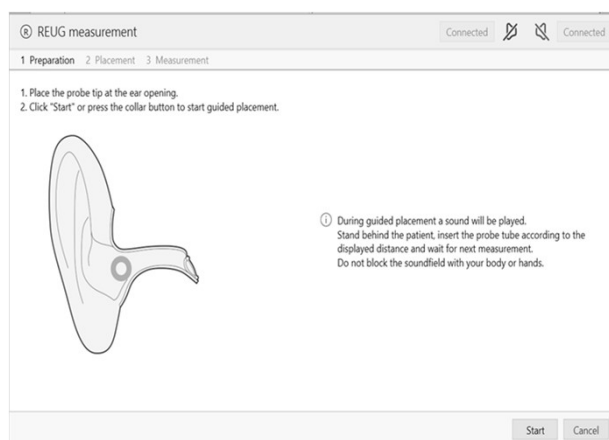 ® REUG measurement
Connected
Connected
1 Preparation 2 Placement 3 Measurement
1. Place the probe tip at the ear opening.
2. Click "Start" or press the collar button to start guided placement.
During guided placement a sound will be played.
Stand behind the patient, insert the probe tube according to the
displayed distance and wait for next measurement.
Do not block the soundfield with your body or hands.
Start Cancel